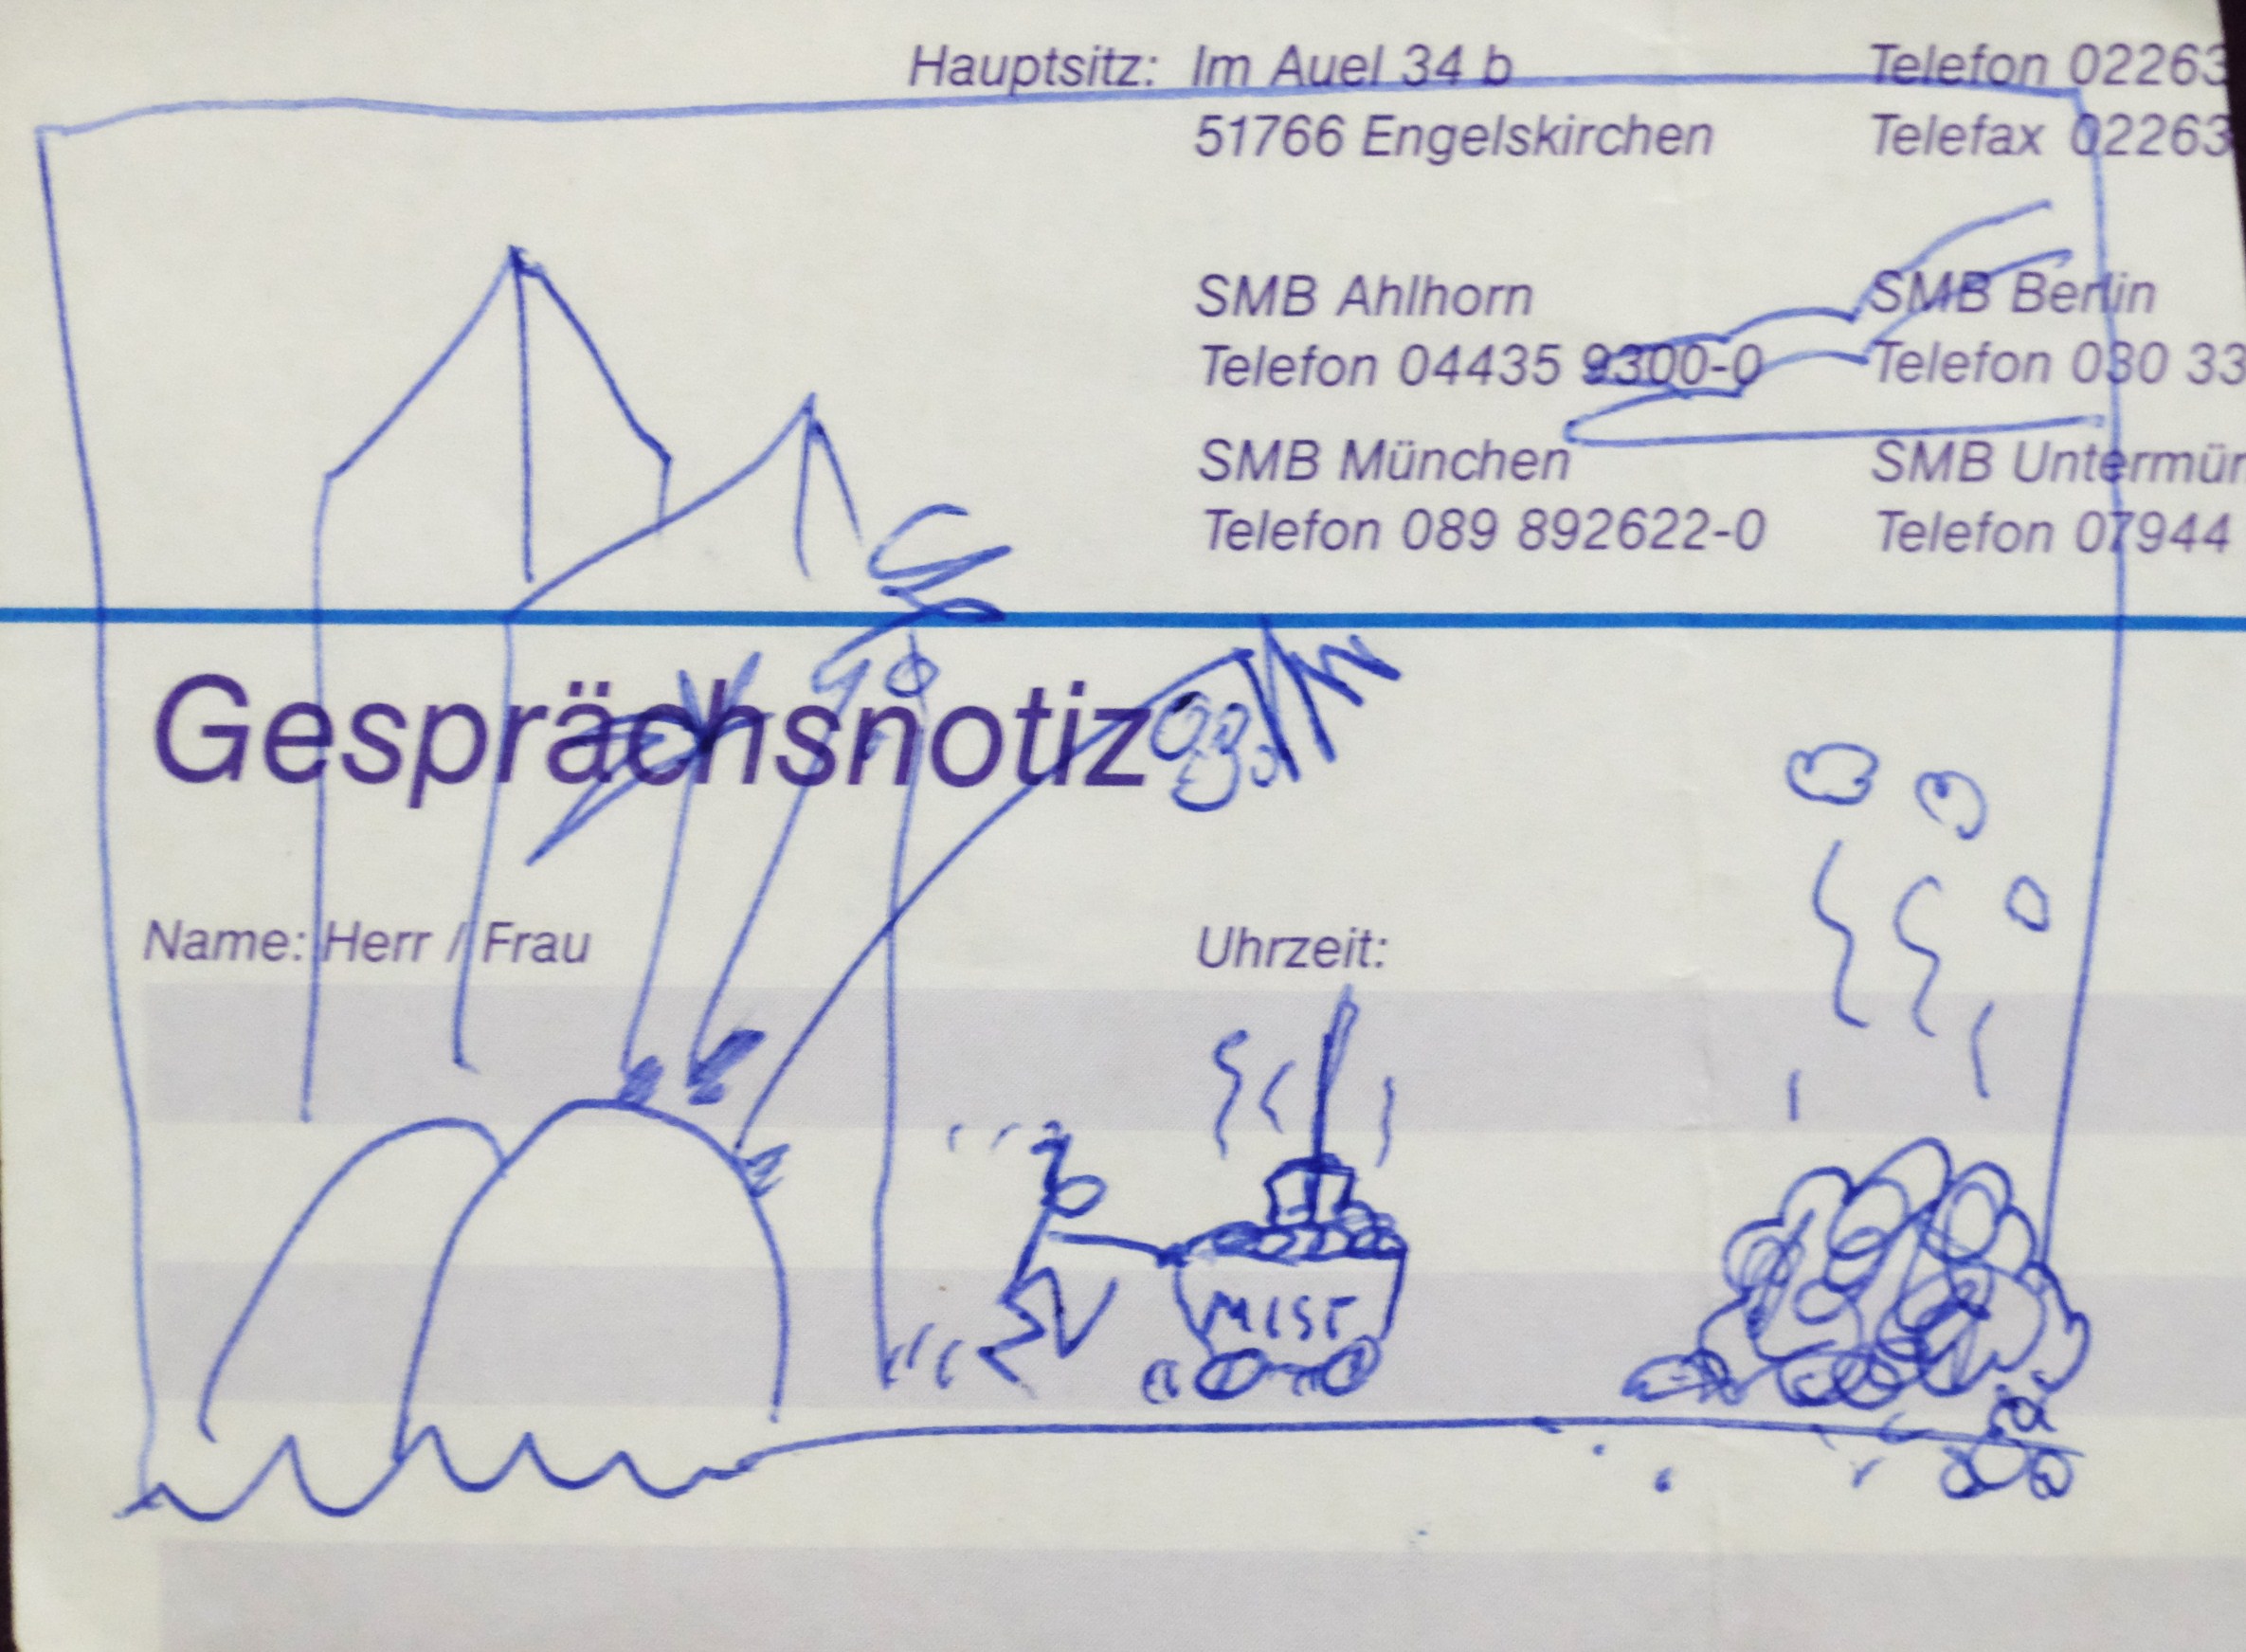 Hauptsitz: Im Auel 34 b
51766 Engelskirchen
Telefon 02263
Telefax 02263
SMB Ahlhorn
Telefon 04435 9300-0
SMB Berlin
Telefon 030 33
SMB München
Telefon 089 892622-0
SMB Untermün
Telefon 07944
Gesprächsnotiz
Name: Herr / Frau
Uhrzeit:
MIST